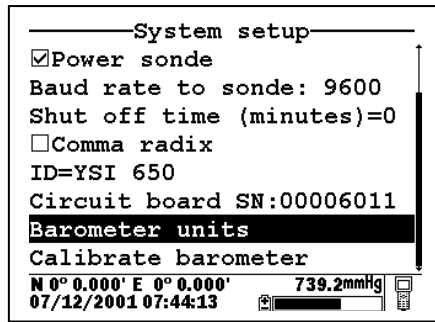 System setup
☑Power sonde
Baud rate to sonde: 9600
Shut off time (minutes)=0
☐Comma radix
ID=YSI 650
Circuit board SN:00006011
Barometer units
Calibrate barometer
N 0° 0.000' E 0° 0.000' 739.2mmHg
07/12/2001 07:44:13